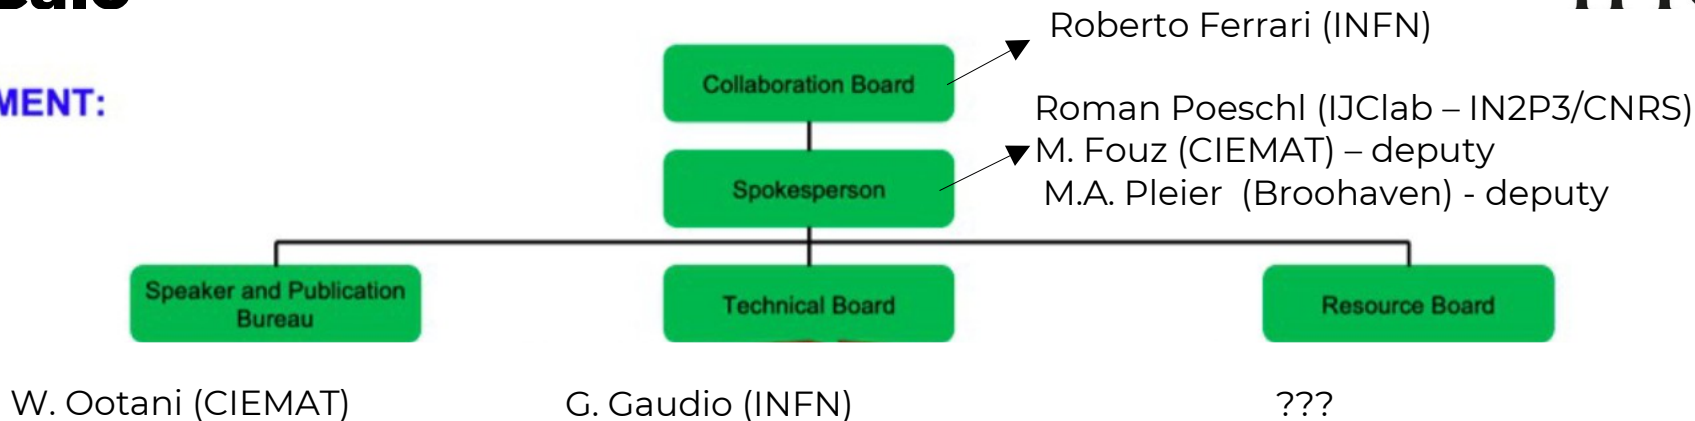 Roberto Ferrari (INFN)
Collaboration Board
MENT:
Roman Poeschl (IJClab – IN2P3/CNRS)
M. Fouz (CIEMAT) – deputy
Spokesperson
M.A. Pleier (Broohaven) - deputy
Speaker and Publication
Bureau
Technical Board
Resource Board
W. Ootani (CIEMAT)
G. Gaudio (INFN)
???